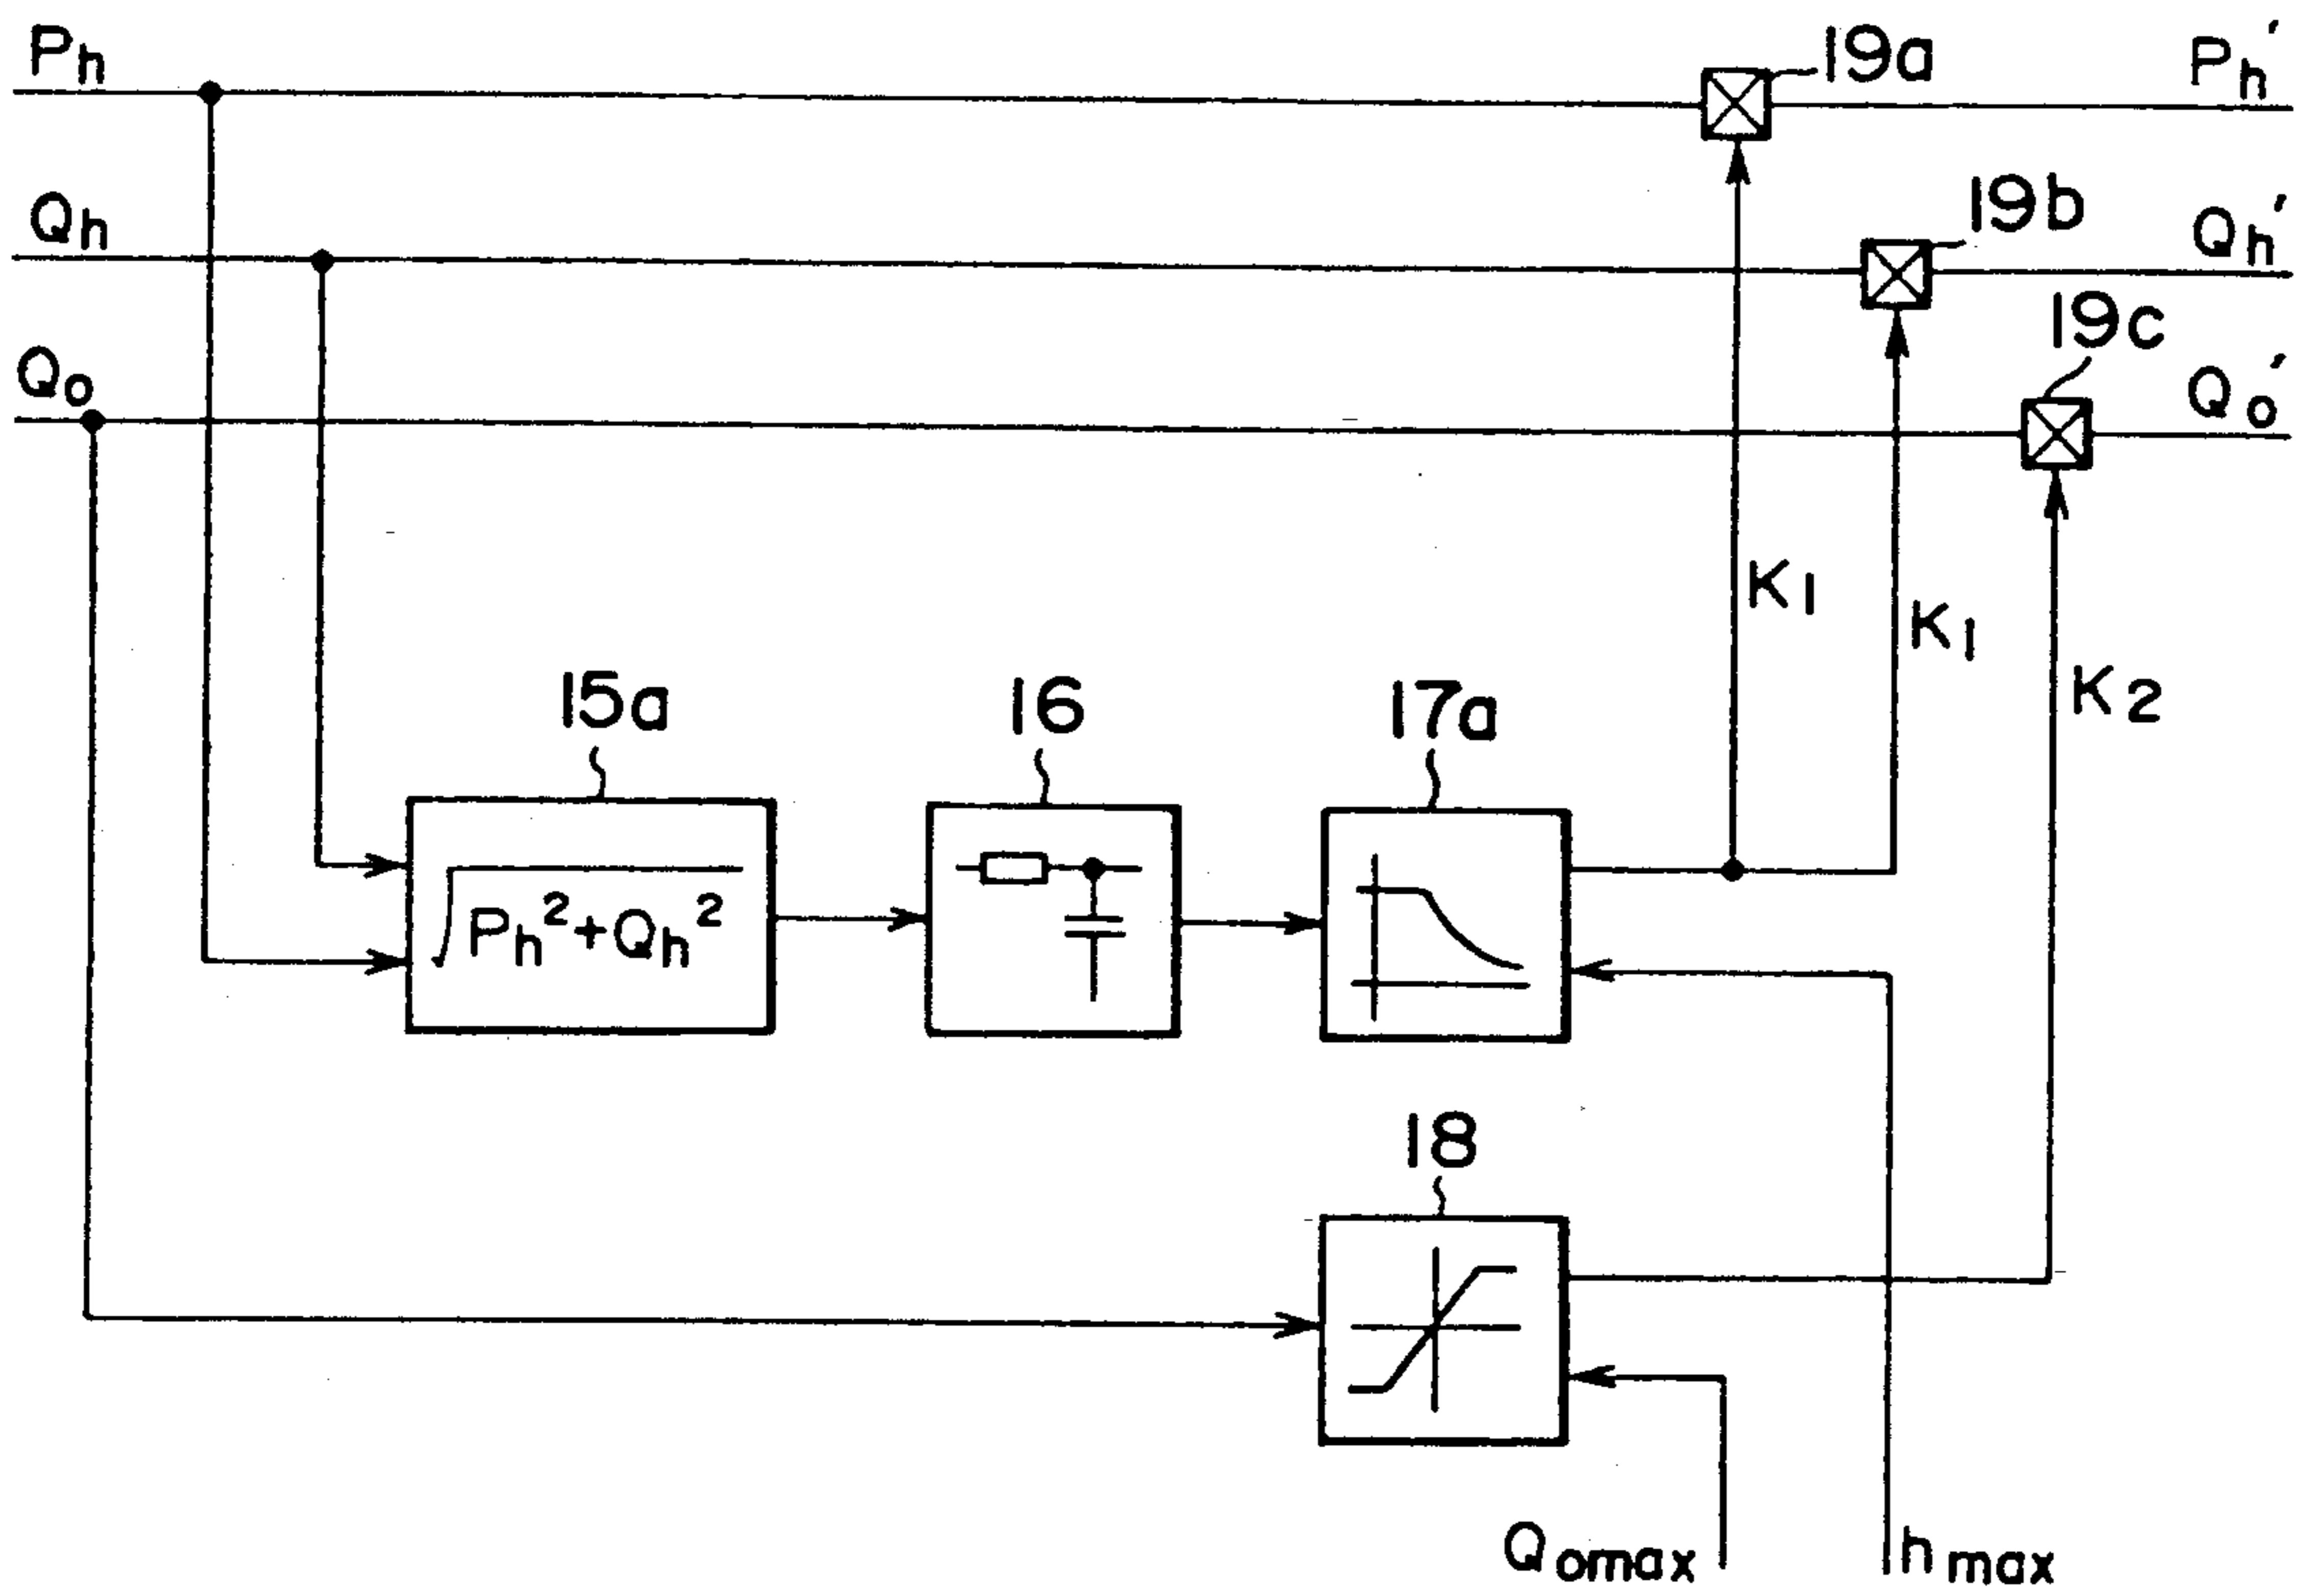 Ph
19a
Ph'
Qh
19b
Qh'
Qo
19c
Qo'
K1
K1
K2
15a
16
17a
√Ph²+Qh²
18
Qomax
hmax